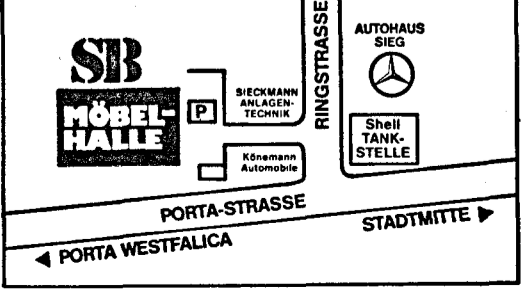 SB
MÖBEL-
HALLE
P
SIECKMANN
ANLAGEN-
TECHNIK
Könemann
Automobile
RINGSTRASSE
AUTOHAUS
SIEG
Shell
TANK-
STELLE
PORTA-STRASSE
STADTMITTE
PORTA WESTFALICA